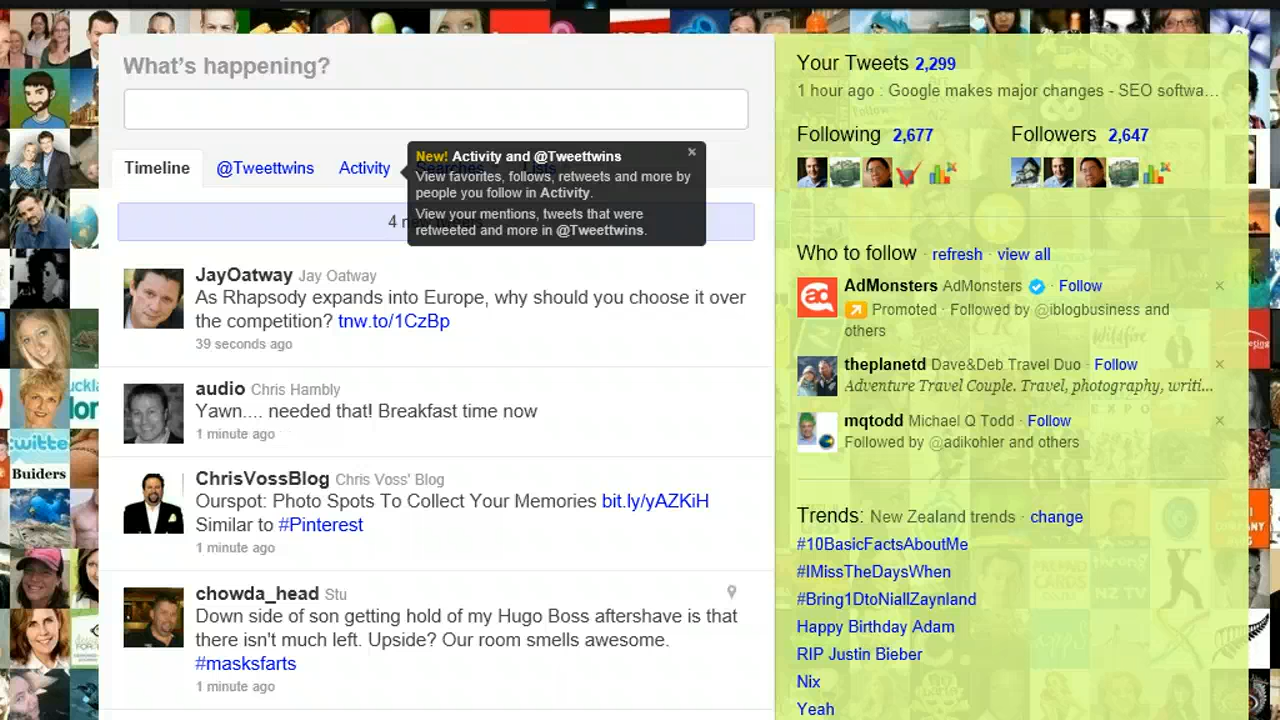 What's happening?
Timeline
@Tweettwins
Activity
New! Activity and @Tweettwins
View favorites, follows, retweets and more by
people you follow in Activity.
View your mentions, tweets that were
retweeted and more in @Tweettwins.
4
JayOatway Jay Oatway
As Rhapsody expands into Europe, why should you choose it over
the competition? tnw.to/1CzBp
39 seconds ago
audio Chris Hambly
Yawn.... needed that! Breakfast time now
1 minute ago
ChrisVossBlog Chris Voss' Blog
Ourspot: Photo Spots To Collect Your Memories bit.ly/yAZKiH
Similar to #Pinterest
1 minute ago
chowda_head Stu
Down side of son getting hold of my Hugo Boss aftershave is that
there isn't much left. Upside? Our room smells awesome.
#masksfarts
1 minute ago
Your Tweets 2,299
1 hour ago : Google makes major changes - SEO softwa...
Following 2,677
Followers 2,647
Who to follow · refresh · view all
AdMonsters AdMonsters · Follow
Promoted · Followed by @iblogbusiness and
others
theplanetd Dave&Deb Travel Duo · Follow
Adventure Travel Couple. Travel, photography, writi...
mqtodd Michael Q Todd · Follow
Followed by @adikohler and others
Trends: New Zealand trends · change
#10BasicFactsAboutMe
#IMissTheDaysWhen
#Bring1DtoNiallZaynland
Happy Birthday Adam
RIP Justin Bieber
Nix
Yeah
twitte
Buiders